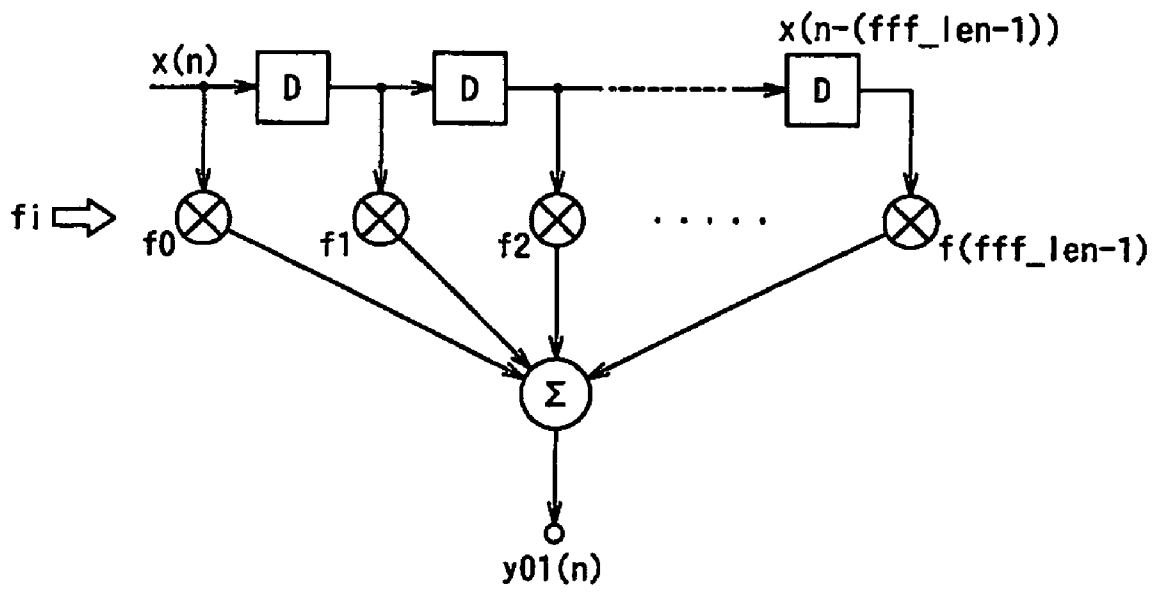 x(n-(fff_len-1))
x(n)
D D D
fi
f0 f1 f2 ..... f(fff_len-1)
Σ
y01(n)